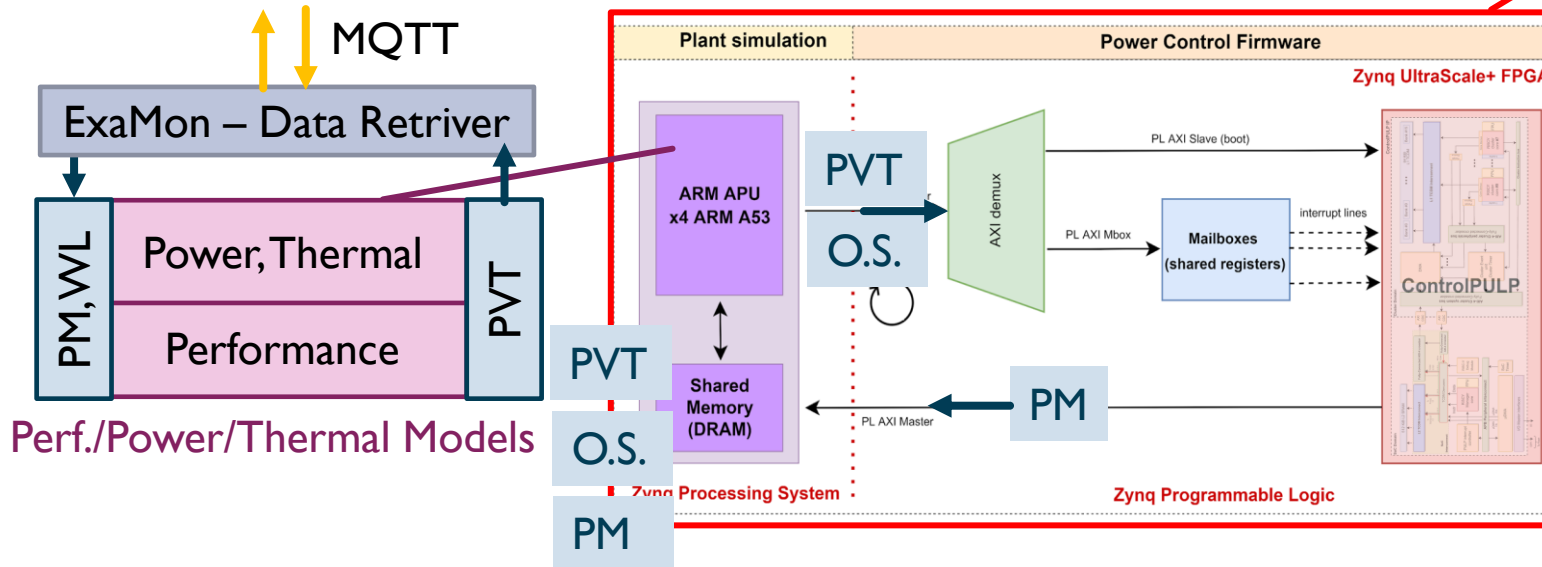 MQTT
ExaMon – Data Retriver
PM,WL
Power, Thermal
Performance
PVT
Perf./Power/Thermal Models
Plant simulation
Power Control Firmware
Zynq UltraScale+ FPGA
ARM APU
x4 ARM A53
Shared
Memory
(DRAM)
PVT
O.S.
PM
PVT
O.S.
AXI demux
PL AXI Slave (boot)
PL AXI Mbox
Mailboxes
(shared registers)
interrupt lines
ControlPULP
PM
PL AXI Master
Zynq Processing System
Zynq Programmable Logic